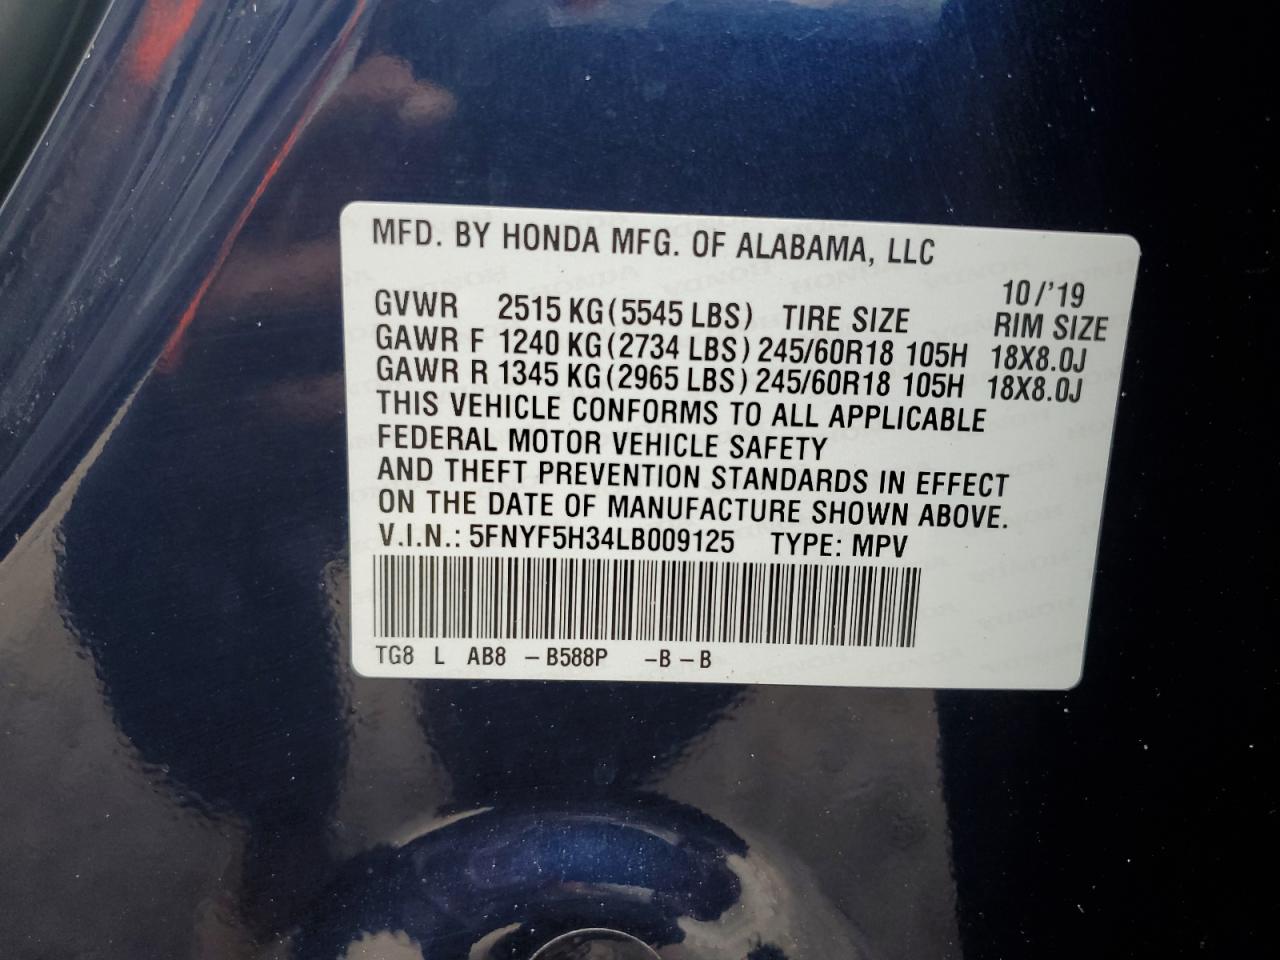 MFD. BY HONDA MFG. OF ALABAMA, LLC
10/'19
GVWR 2515 KG (5545 LBS) TIRE SIZE RIM SIZE
GAWR F 1240 KG (2734 LBS) 245/60R18 105H 18X8.0J
GAWR R 1345 KG (2965 LBS) 245/60R18 105H 18X8.0J
THIS VEHICLE CONFORMS TO ALL APPLICABLE
FEDERAL MOTOR VEHICLE SAFETY
AND THEFT PREVENTION STANDARDS IN EFFECT
ON THE DATE OF MANUFACTURE SHOWN ABOVE.
V.I.N.: 5FNYF5H34LB009125 TYPE: MPV
TG8 L AB8 - B588P -B - B